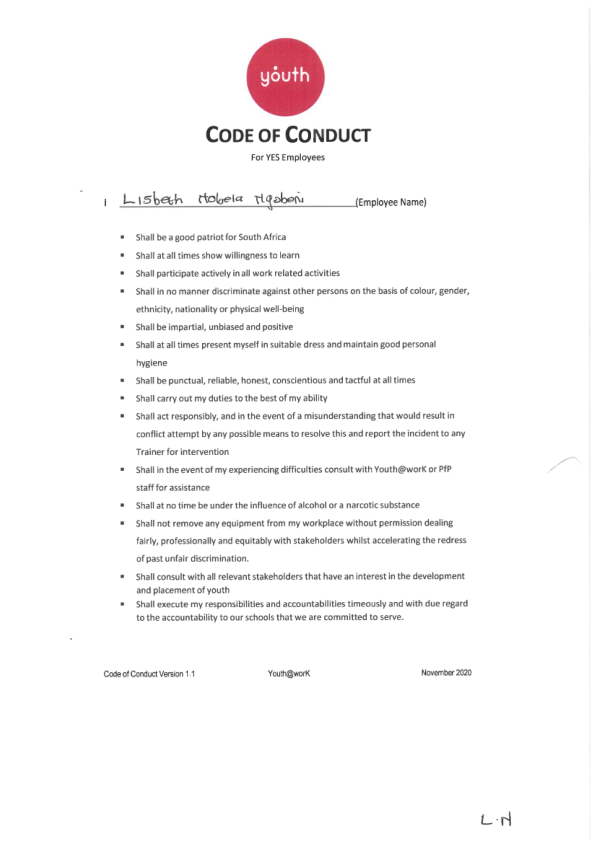 youth
CODE OF CONDUCT
For YES Employees
I Lisbeth (Employee Name)
▪ Shall be a good patriot for South Africa
▪ Shall at all times show willingness to learn
▪ Shall participate actively in all work related activities
▪ Shall in no manner discriminate against other persons on the basis of colour, gender,
ethnicity, nationality or physical well-being
▪ Shall be impartial, unbiased and positive
▪ Shall at all times present myself in suitable dress and maintain good personal
hygiene
▪ Shall be punctual, reliable, honest, conscientious and tactful at all times
▪ Shall carry out my duties to the best of my ability
▪ Shall act responsibly, and in the event of a misunderstanding that would result in
conflict attempt by any possible means to resolve this and report the incident to any
Trainer for intervention
▪ Shall in the event of my experiencing difficulties consult with Youth@worK or PfP
staff for assistance
▪ Shall at no time be under the influence of alcohol or a narcotic substance
▪ Shall not remove any equipment from my workplace without permission dealing
fairly, professionally and equitably with stakeholders whilst accelerating the redress
of past unfair discrimination.
▪ Shall consult with all relevant stakeholders that have an interest in the development
and placement of youth
▪ Shall execute my responsibilities and accountabilities timeously and with due regard
to the accountability to our schools that we are committed to serve.
Code of Conduct Version 1.1 Youth@worK November 2020
L.N